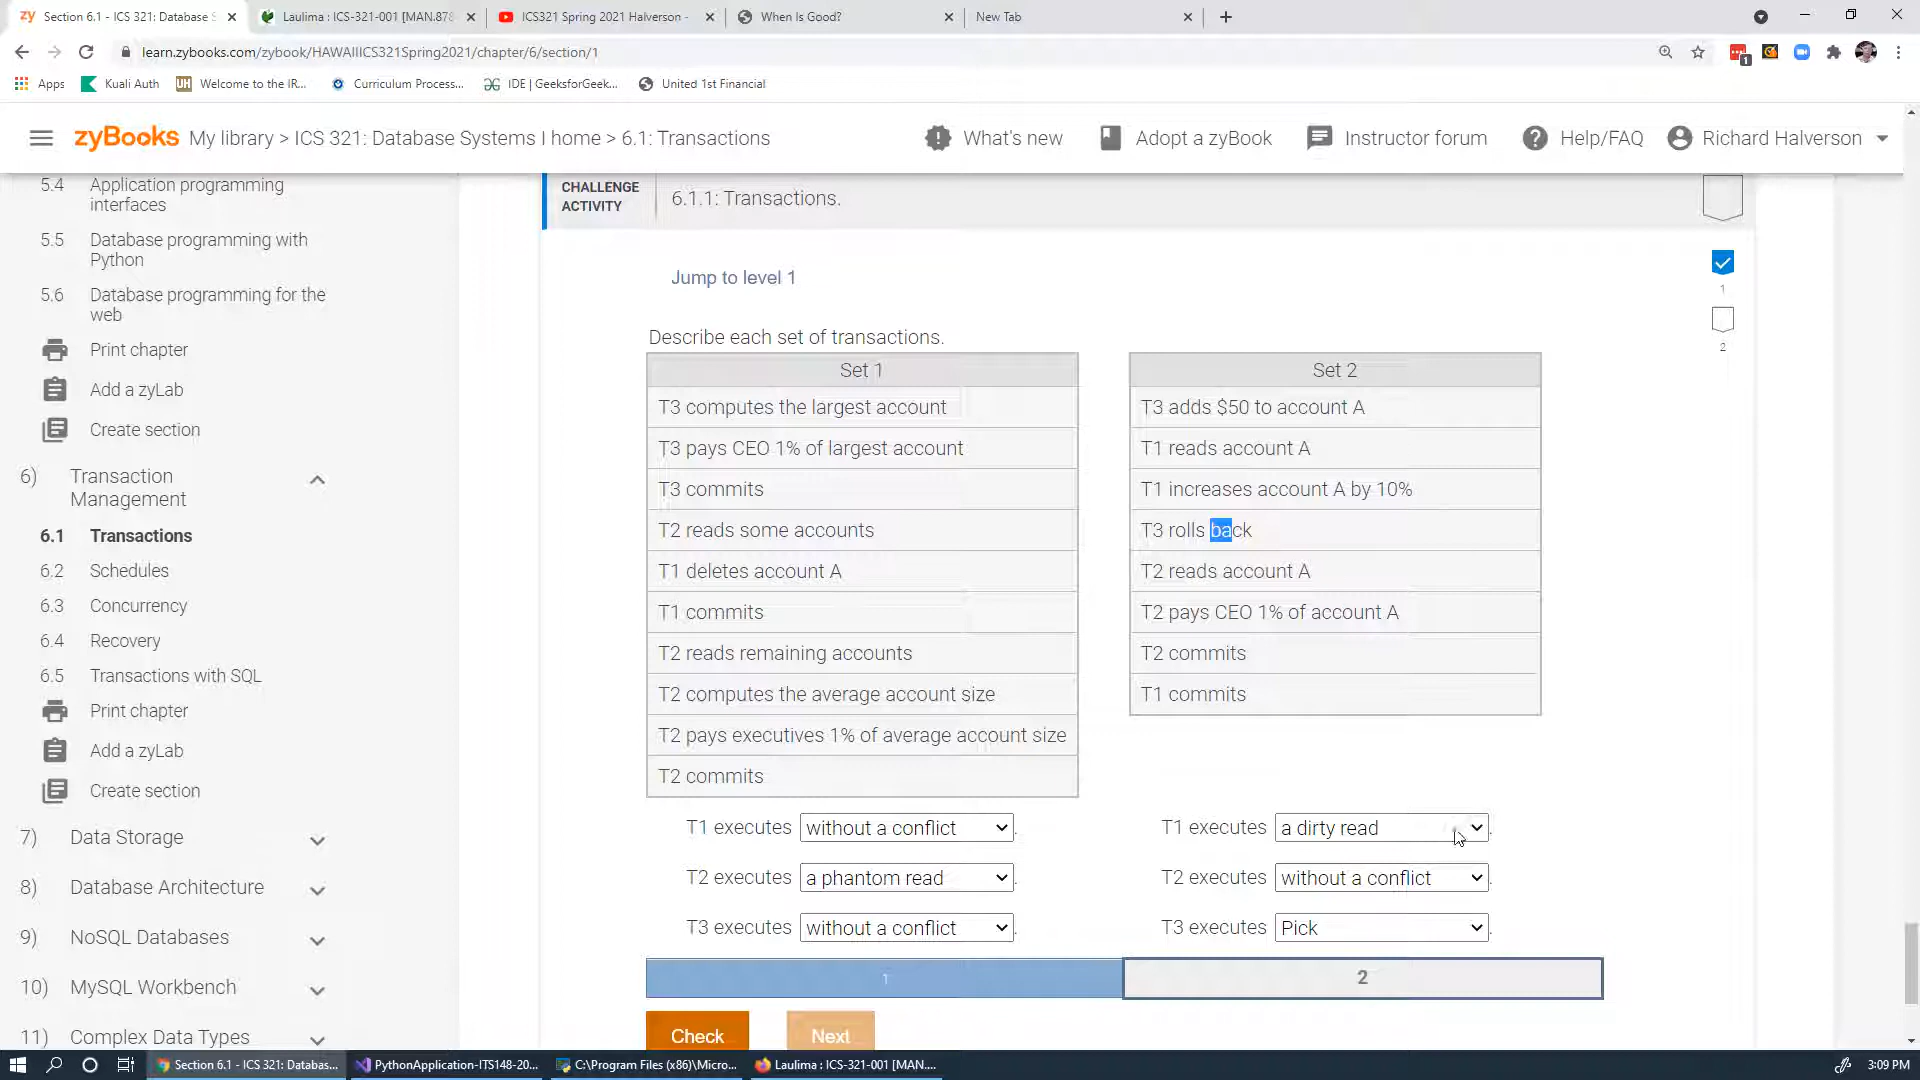 Section 6.1 - ICS 321: Database S
Laulima : ICS-321-001 [MAN.878
ICS321 Spring 2021 Halverson -
When Is Good?
New Tab
learn.zybooks.com/zybook/HAWAIIICS321Spring2021/chapter/6/section/1
Apps
Kuali Auth
Welcome to the IR...
Curriculum Process...
IDE | GeeksforGeek...
United 1st Financial
zyBooks My library > ICS 321: Database Systems I home > 6.1: Transactions
What's new
Adopt a zyBook
Instructor forum
Help/FAQ
Richard Halverson
5.4 Application programming
interfaces
5.5 Database programming with
Python
5.6 Database programming for the
web
Print chapter
Add a zyLab
Create section
6) Transaction
Management
6.1 Transactions
6.2 Schedules
6.3 Concurrency
6.4 Recovery
6.5 Transactions with SQL
Print chapter
Add a zyLab
Create section
7) Data Storage
8) Database Architecture
9) NoSQL Databases
10) MySQL Workbench
11) Complex Data Types
CHALLENGE
ACTIVITY
6.1.1: Transactions.
Jump to level 1
1
2
Describe each set of transactions.
Set 1
T3 computes the largest account
T3 pays CEO 1% of largest account
T3 commits
T2 reads some accounts
T1 deletes account A
T1 commits
T2 reads remaining accounts
T2 computes the average account size
T2 pays executives 1% of average account size
T2 commits
Set 2
T3 adds $50 to account A
T1 reads account A
T1 increases account A by 10%
T3 rolls back
T2 reads account A
T2 pays CEO 1% of account A
T2 commits
T1 commits
T1 executes without a conflict.
T2 executes a phantom read.
T3 executes without a conflict.
T1 executes a dirty read.
T2 executes without a conflict.
T3 executes Pick.
1
2
Check
Next
Section 6.1 - ICS 321: Databas...
PythonApplication-ITS148-20...
C:\Program Files (x86)\Micro...
Laulima : ICS-321-001 [MAN....
3:09 PM